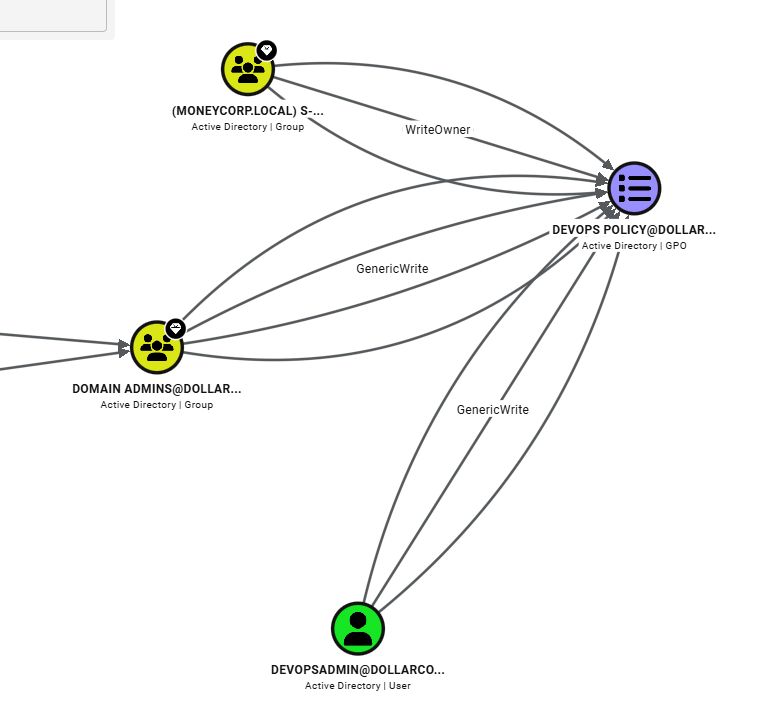 (MONEYCORP.LOCAL) S-...
Active Directory | Group
WriteOwner
DEVOPS POLICY@DOLLAR...
Active Directory | GPO
GenericWrite
DOMAIN ADMINS@DOLLAR...
Active Directory | Group
GenericWrite
DEVOPSADMIN@DOLLARCO...
Active Directory | User